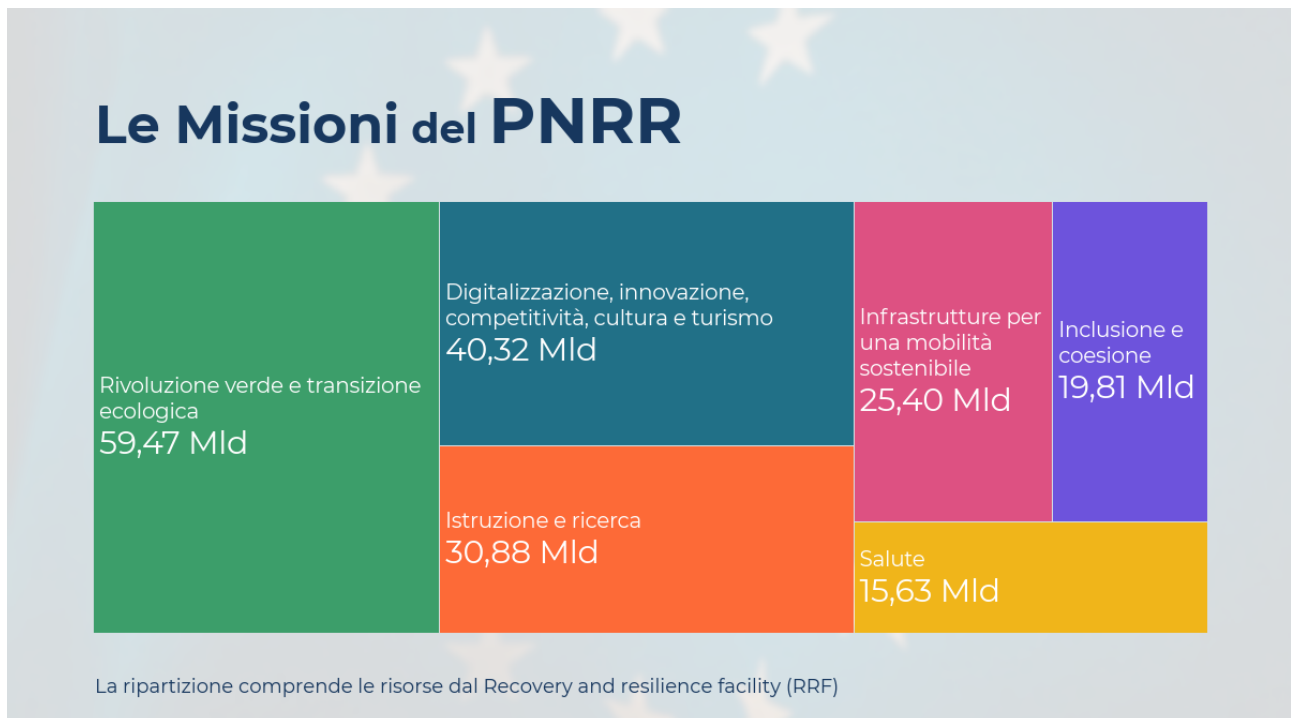 Le Missioni del PNRR
Rivoluzione verde e transizione
ecologica
59,47 Mld
Digitalizzazione, innovazione,
competitività, cultura e turismo
40,32 Mld
Istruzione e ricerca
30,88 Mld
Infrastrutture per
una mobilità
sostenibile
25,40 Mld
Inclusione e
coesione
19,81 Mld
Salute
15,63 Mld
La ripartizione comprende le risorse dal Recovery and resilience facility (RRF)